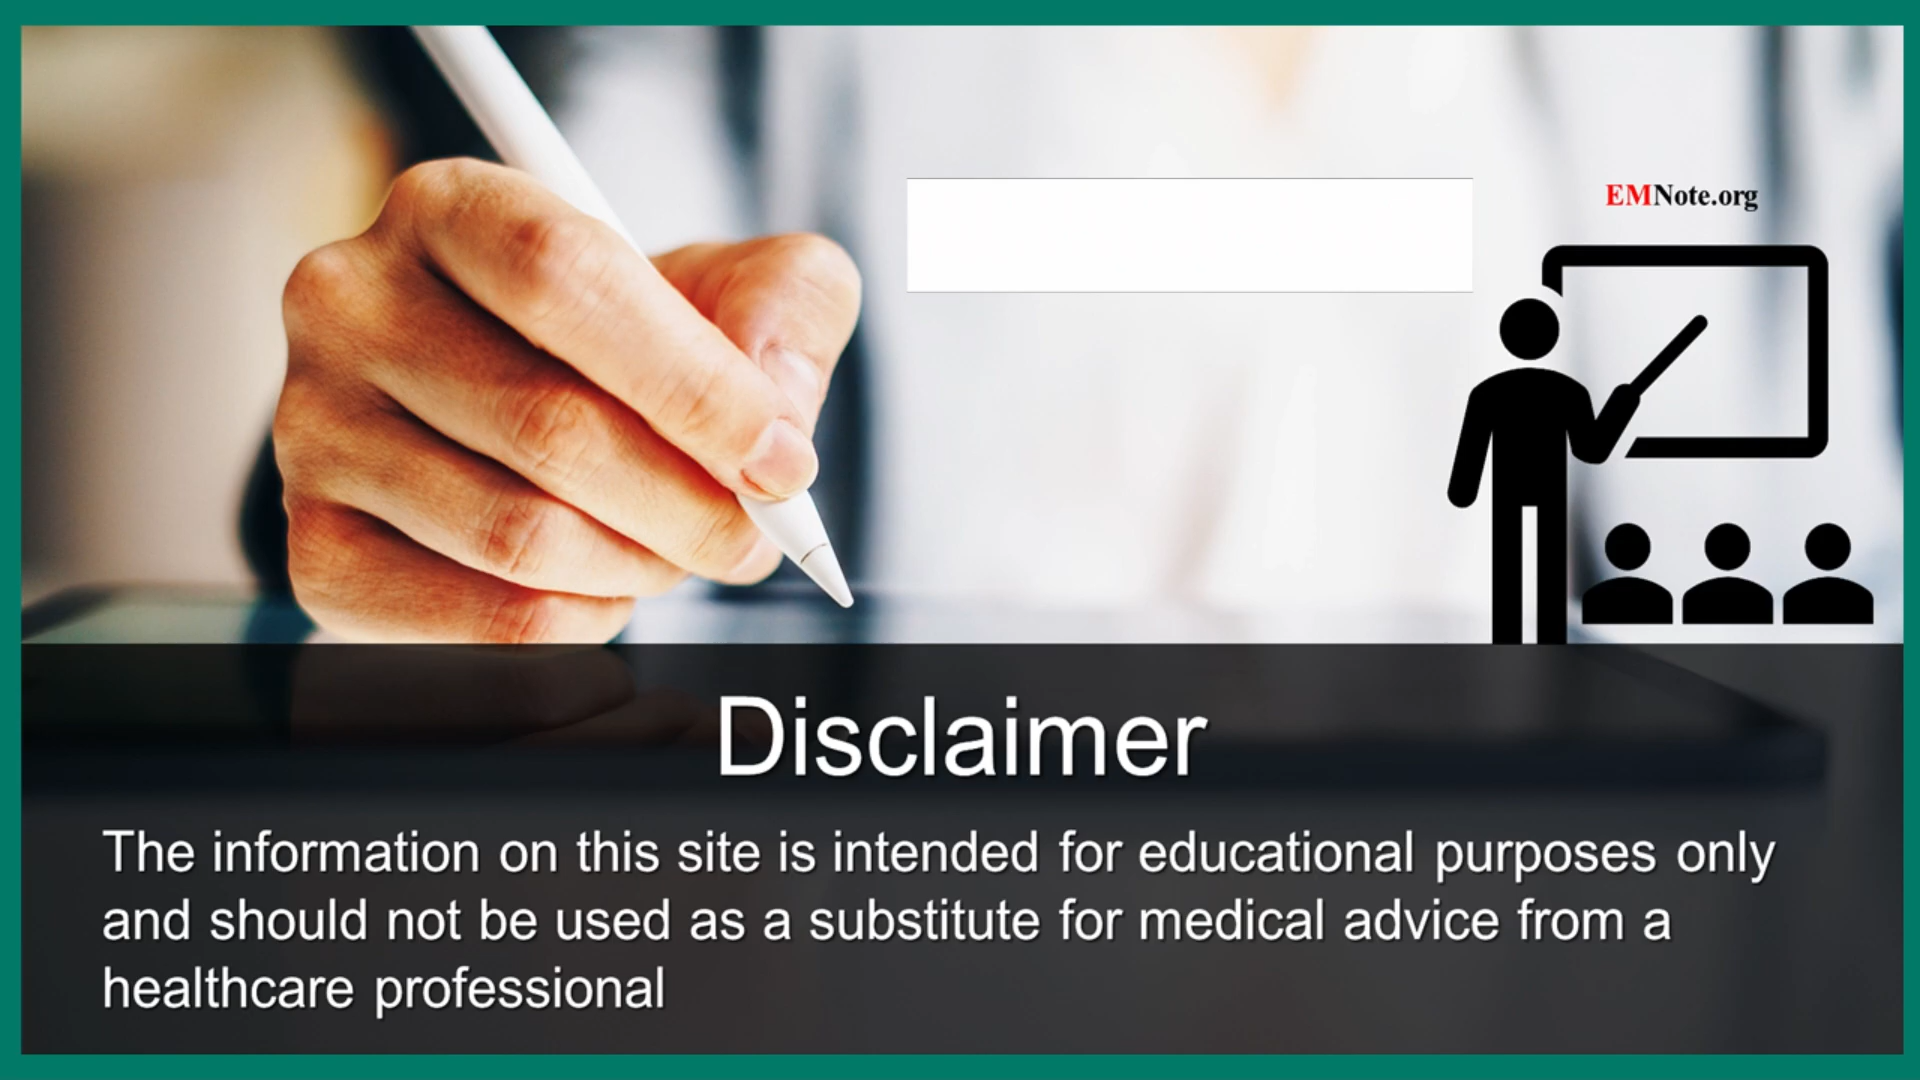 EMNote.org
Disclaimer
The information on this site is intended for educational purposes only
and should not be used as a substitute for medical advice from a
healthcare professional